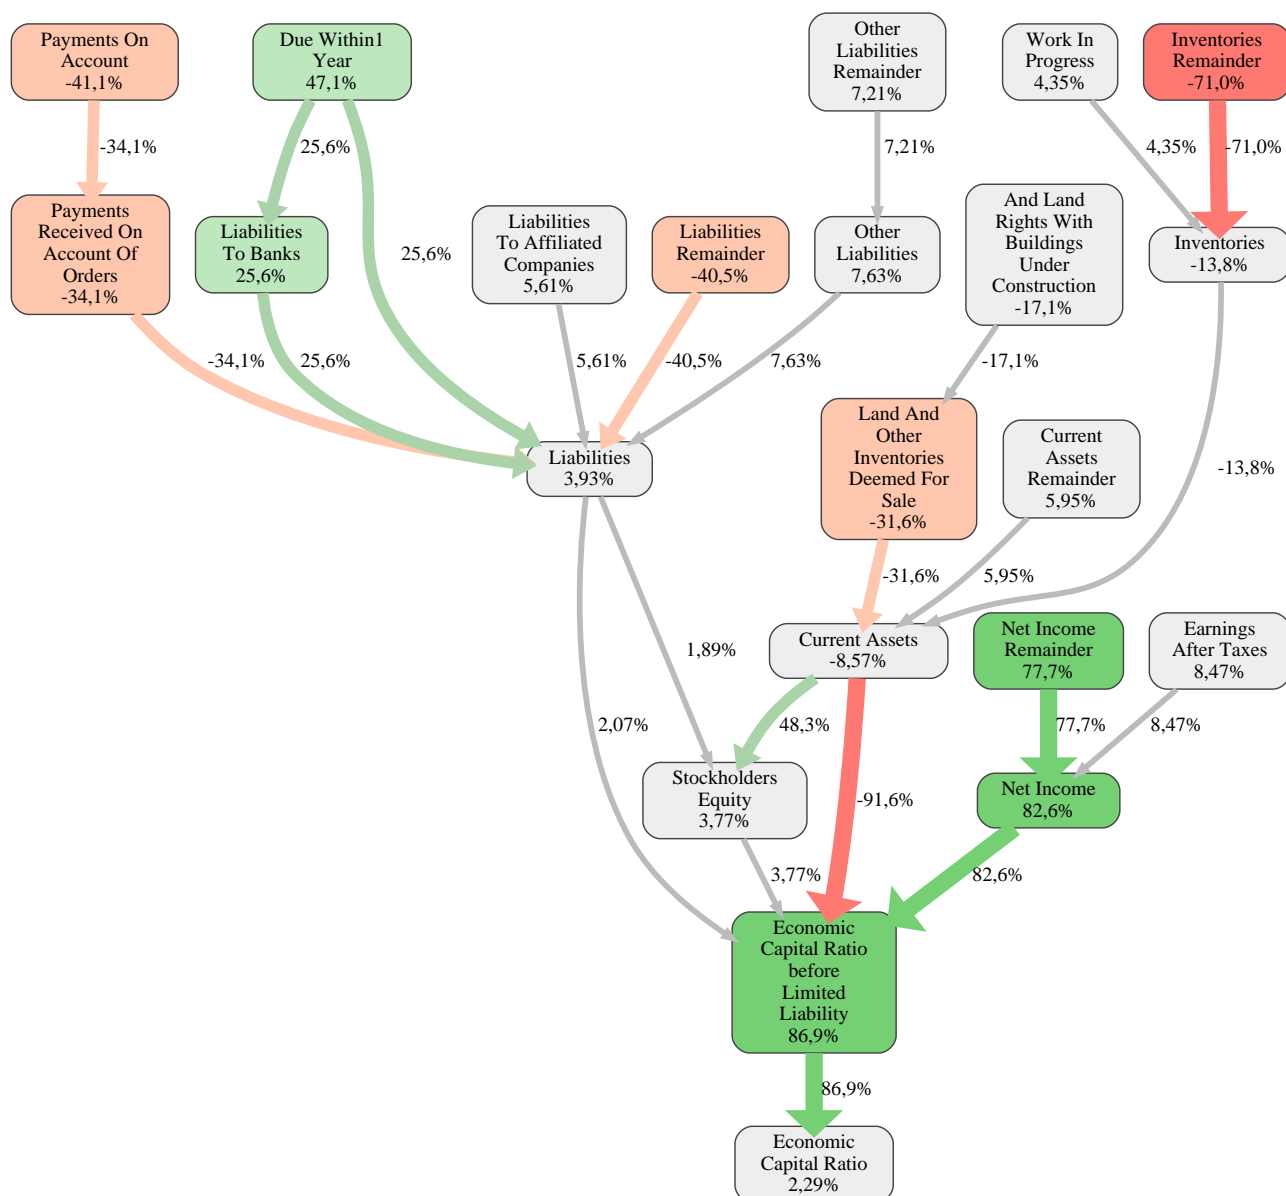 Payments On
Account
-41,1%
Due Within1
Year
47,1%
Other
Liabilities
Remainder
7,21%
Work In
Progress
4,35%
Inventories
Remainder
-71,0%
-34,1%
25,6%
7,21%
4,35%
-71,0%
Payments
Received On
Account Of
Orders
-34,1%
Liabilities
To Banks
25,6%
25,6%
Liabilities
To Affiliated
Companies
5,61%
Liabilities
Remainder
-40,5%
Other
Liabilities
7,63%
And Land
Rights With
Buildings
Under
Construction
-17,1%
Inventories
-13,8%
-34,1%
25,6%
5,61%
-40,5%
7,63%
-17,1%
Liabilities
3,93%
Land And
Other
Inventories
Deemed For
Sale
-31,6%
Current
Assets
Remainder
5,95%
-13,8%
-31,6%
5,95%
1,89%
Current Assets
-8,57%
Net Income
Remainder
77,7%
Earnings
After Taxes
8,47%
2,07%
48,3%
77,7%
8,47%
Stockholders
Equity
3,77%
-91,6%
Net Income
82,6%
3,77%
82,6%
Economic
Capital Ratio
before
Limited
Liability
86,9%
86,9%
Economic
Capital Ratio
2,29%